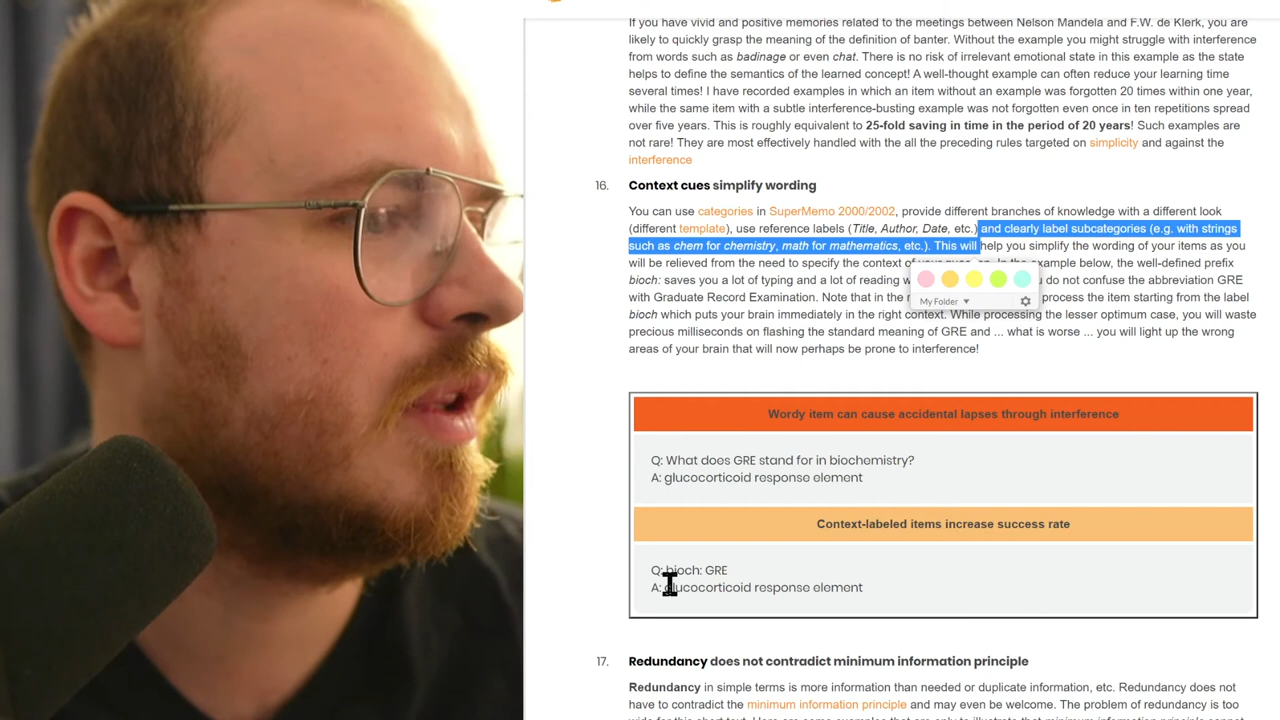 If you have vivid and positive memories related to the meetings between Nelson Mandela and F.W. de Klerk, you are
likely to quickly grasp the meaning of the definition of banter. Without the example you might struggle with interference
from words such as badinage or even chat. There is no risk of irrelevant emotional state in this example as the state
helps to define the semantics of the learned concept! A well-thought example can often reduce your learning time
several times! I have recorded examples in which an item without an example was forgotten 20 times within one year,
while the same item with a subtle interference-busting example was not forgotten even once in ten repetitions spread
over five years. This is roughly equivalent to 25-fold saving in time in the period of 20 years! Such examples are
not rare! They are most effectively handled with the all the preceding rules targeted on simplicity and against the
interference
16. Context cues simplify wording
You can use categories in SuperMemo 2000/2002, provide different branches of knowledge with a different look
(different template), use reference labels (Title, Author, Date, etc.) and clearly label subcategories (e.g. with strings
such as chem for chemistry, math for mathematics, etc.). This will help you simplify the wording of your items as you
will be relieved from the need to specify the context of your question. In the example below, the well-defined prefix
bioch: saves you a lot of typing and a lot of reading w do not confuse the abbreviation GRE
My Folder
with Graduate Record Examination. Note that in the process the item starting from the label
bioch which puts your brain immediately in the right context. While processing the lesser optimum case, you will waste
precious milliseconds on flashing the standard meaning of GRE and ... what is worse ... you will light up the wrong
areas of your brain that will now perhaps be prone to interference!
Wordy item can cause accidental lapses through interference
Q: What does GRE stand for in biochemistry?
A: glucocorticoid response element
Context-labeled items increase success rate
Q: bioch: GRE
A: glucocorticoid response element
17. Redundancy does not contradict minimum information principle
Redundancy in simple terms is more information than needed or duplicate information, etc. Redundancy does not
have to contradict the minimum information principle and may even be welcome. The problem of redundancy is too